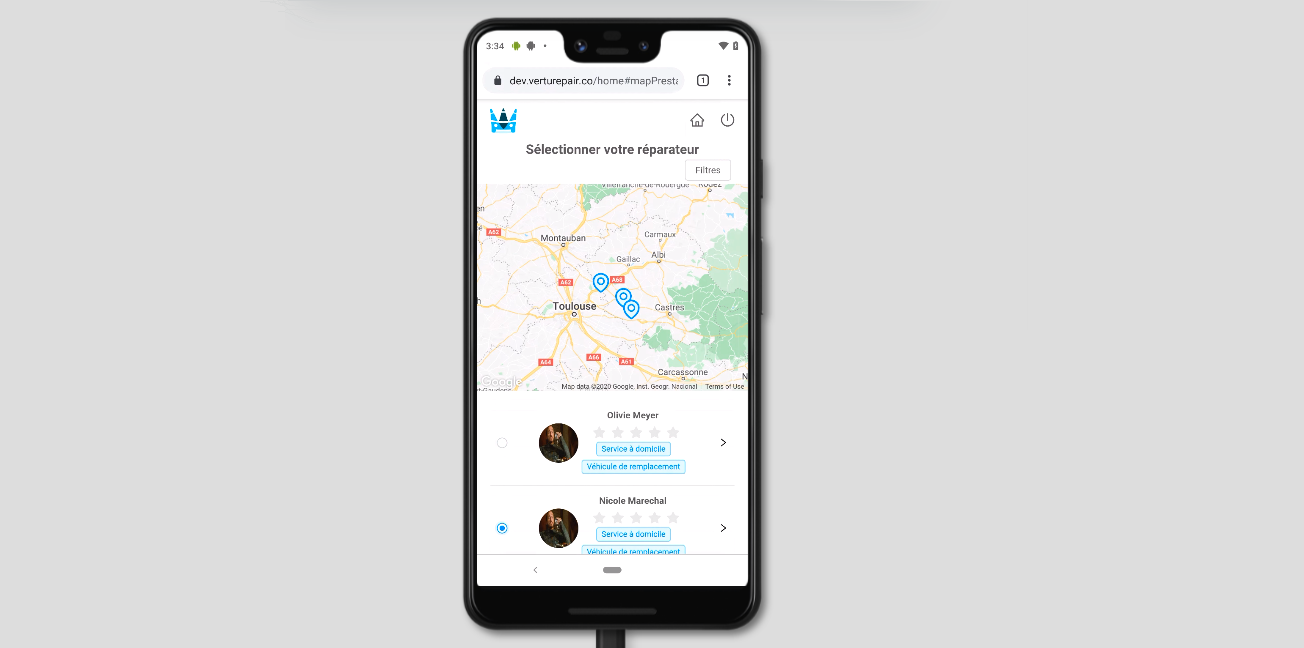 3:34
dev.verturepair.co/home#mapPresta
1
Sélectionner votre réparateur
Filtres
Villefranche-de-Rouergue
Rodez
en
A62
Montauban
Carmaux
Albi
Gaillac
A62
A68
Toulouse
Castres
A64
A66
A61
Carcassonne
N
Google
Map data ©2020 Google, Inst. Geogr. Nacional
Terms of Use
Olivie Meyer
Service à domicile
Véhicule de remplacement
Nicole Marechal
Service à domicile
Véhicule de remplacement